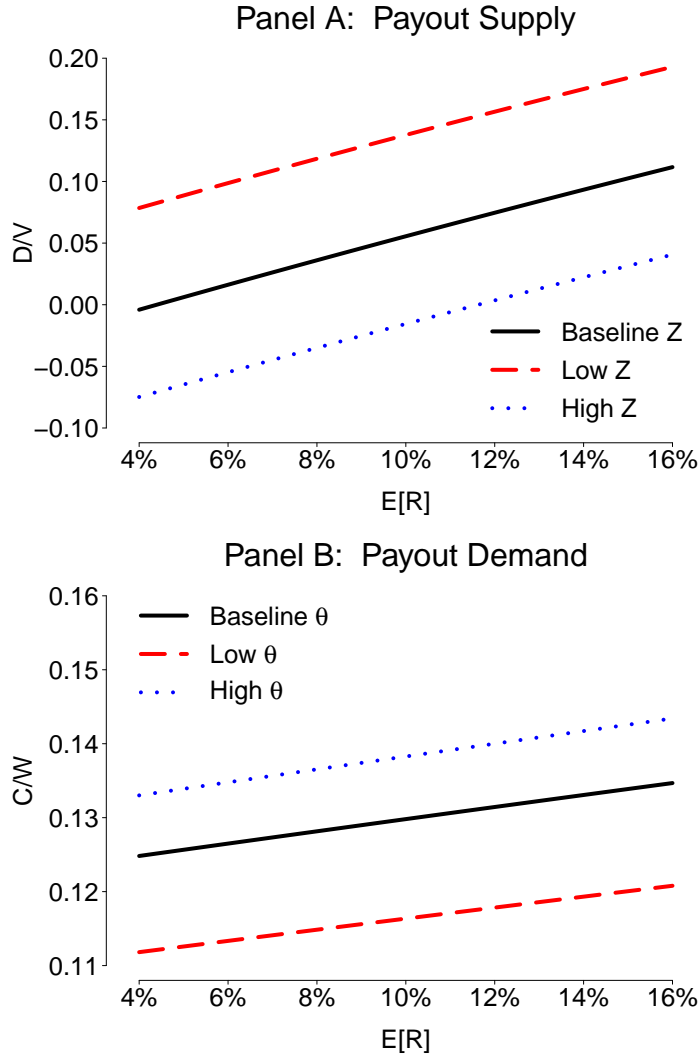 Panel A:  Payout Supply
D/V
0.20
0.15
0.10
0.05
0.00
−0.05
−0.10
Baseline Z
Low Z
High Z
4% 6% 8% 10% 12% 14% 16%
E[R]
Panel B:  Payout Demand
C/W
0.16
0.15
0.14
0.13
0.12
0.11
Baseline θ
Low θ
High θ
4% 6% 8% 10% 12% 14% 16%
E[R]